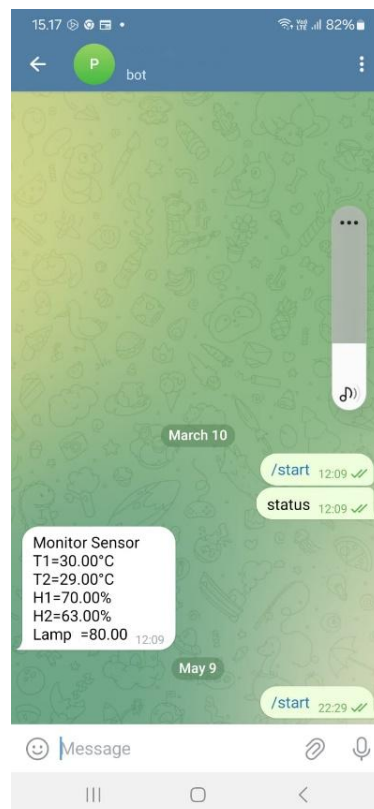 15.17
82%
P
bot
March 10
/start 12:09
status 12:09
Monitor Sensor
T1=30.00°C
T2=29.00°C
H1=70.00%
H2=63.00%
Lamp =80.00 12:09
May 9
/start 22:29
Message